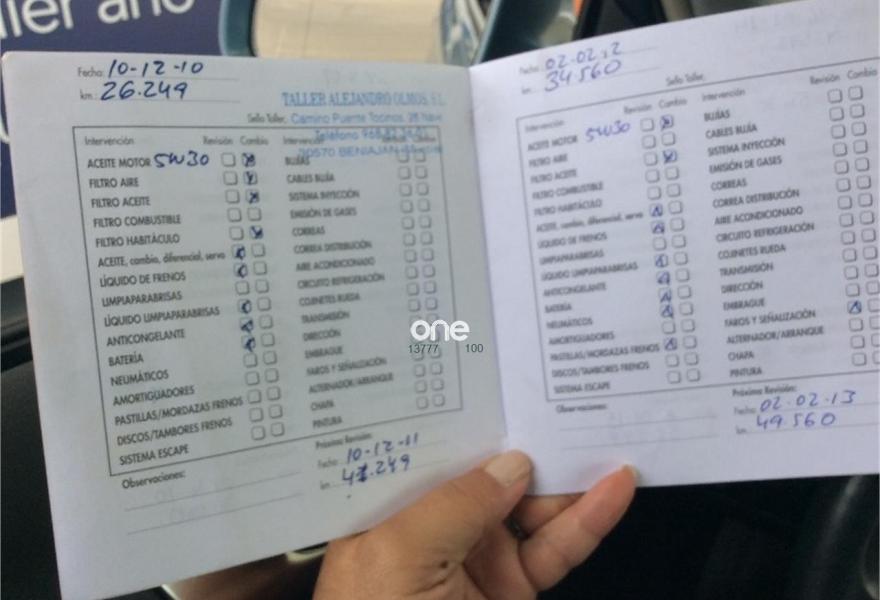 ller año
Fecha: 10-12-10
km.: 26.249
TALLER ALEJANDRO OLMOS, S.L.
Sello Taller, Camino Puente Tocinos, 28 Nave
Teléfono 968
30570 BENIAJAN
Intervención Revisión Cambio
ACEITE MOTOR 5W30
FILTRO AIRE
FILTRO ACEITE
FILTRO COMBUSTIBLE
FILTRO HABITÁCULO
ACEITE, cambio, diferencial, servo
LÍQUIDO DE FRENOS
LIMPIAPARABRISAS
LÍQUIDO LIMPIAPARABRISAS
ANTICONGELANTE
BATERÍA
NEUMÁTICOS
AMORTIGUADORES
PASTILLAS/MORDAZAS FRENOS
DISCOS/TAMBORES FRENOS
SISTEMA ESCAPE
BUJÍAS
CABLES BUJÍA
SISTEMA INYECCIÓN
EMISIÓN DE GASES
CORREAS
CORREA DISTRIBUCIÓN
AIRE ACONDICIONADO
CIRCUITO REFRIGERACIÓN
COJINETES RUEDA
TRANSMISIÓN
DIRECCIÓN
EMBRAGUE
FAROS Y SEÑALIZACIÓN
ALTERNADOR/ARRANQUE
CHAPA
PINTURA
Observaciones:
Próxima Revisión:
Fecha: 10-12-11
km.: 41.249
Fecha: 02-02-12
km.: 34.560
Sello Taller,
Intervención Revisión Cambio
ACEITE MOTOR 5W30
FILTRO AIRE
FILTRO ACEITE
FILTRO COMBUSTIBLE
FILTRO HABITÁCULO
ACEITE, cambio, diferencial, servo
LÍQUIDO DE FRENOS
LIMPIAPARABRISAS
LÍQUIDO LIMPIAPARABRISAS
ANTICONGELANTE
BATERÍA
NEUMÁTICOS
AMORTIGUADORES
PASTILLAS/MORDAZAS FRENOS
DISCOS/TAMBORES FRENOS
SISTEMA ESCAPE
Intervención Revisión Cambio
BUJÍAS
CABLES BUJÍA
SISTEMA INYECCIÓN
EMISIÓN DE GASES
CORREAS
CORREA DISTRIBUCIÓN
AIRE ACONDICIONADO
CIRCUITO REFRIGERACIÓN
COJINETES RUEDA
TRANSMISIÓN
DIRECCIÓN
EMBRAGUE
FAROS Y SEÑALIZACIÓN
ALTERNADOR/ARRANQUE
CHAPA
PINTURA
Observaciones:
Próxima Revisión:
Fecha: 02-02-13
km. 49.560
one
13777 100